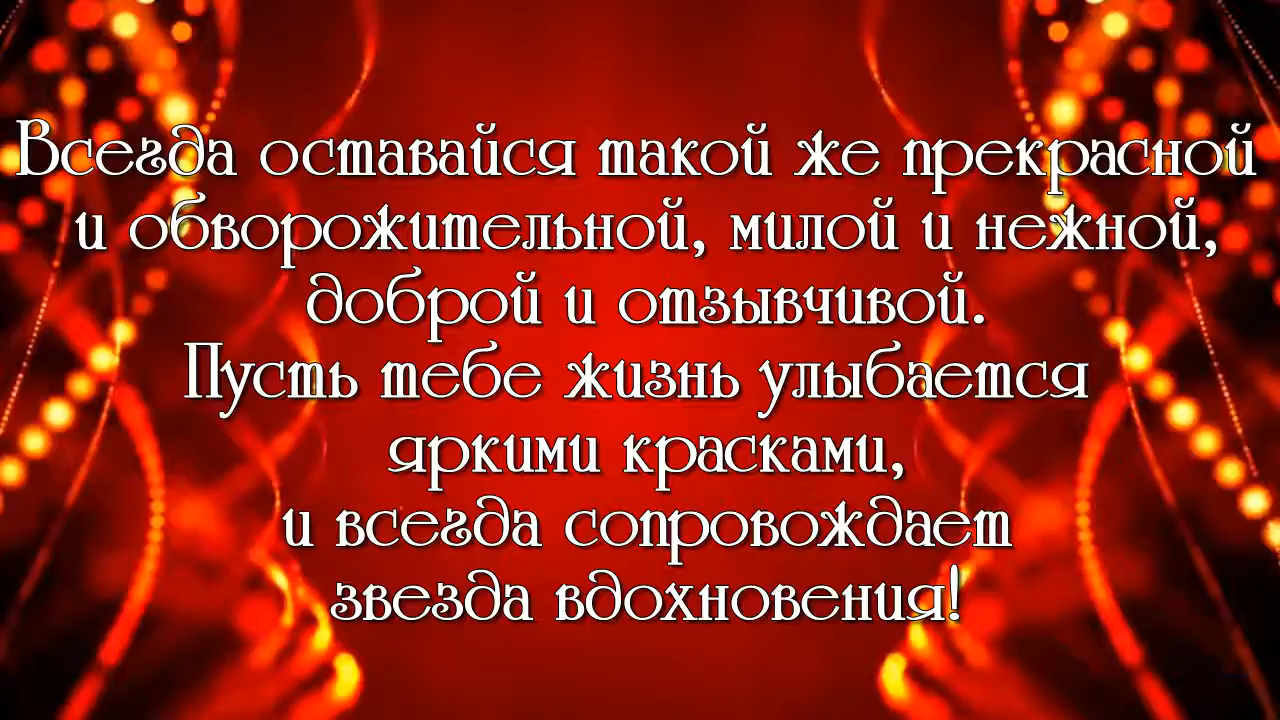 Всегда оставайся такой же прекрасной
и обворожительной, милой и нежной,
доброй и отзывчивой.
Пусть тебе жизнь улыбается
яркими красками,
и всегда сопровождает
звезда вдохновения!